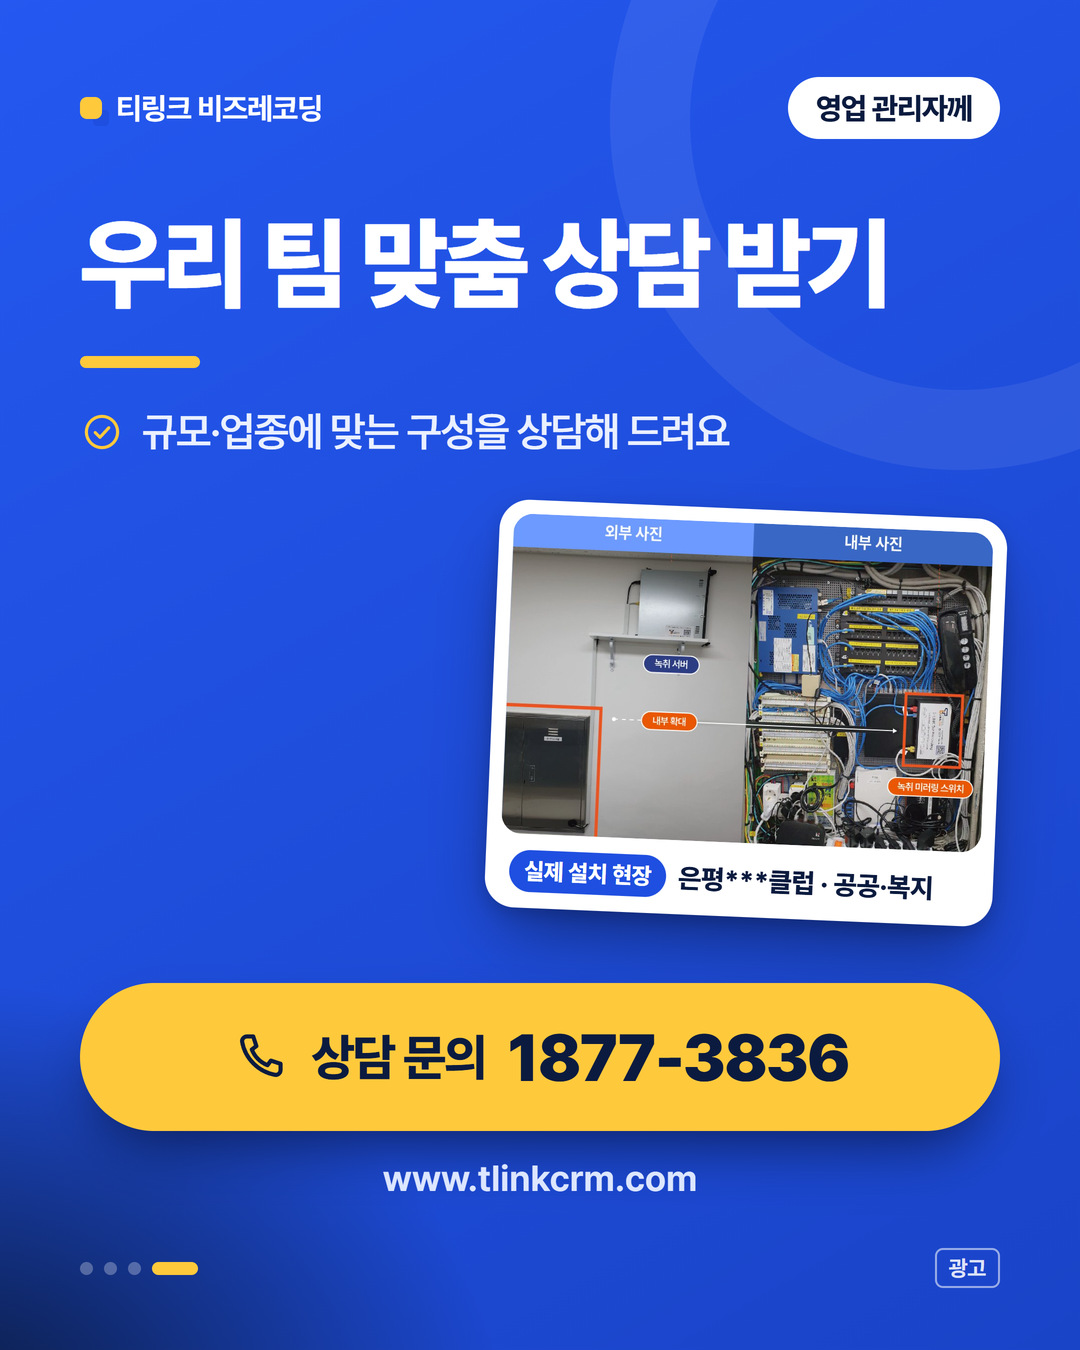 티링크 비즈레코딩
영업 관리자께
우리 팀 맞춤 상담 받기
규모·업종에 맞는 구성을 상담해 드려요
외부 사진
내부 사진
녹취 서버
내부 확대
녹취 미러링 스위치
실제 설치 현장
은평***클럽 · 공공·복지
상담 문의 1877-3836
www.tlinkcrm.com
광고